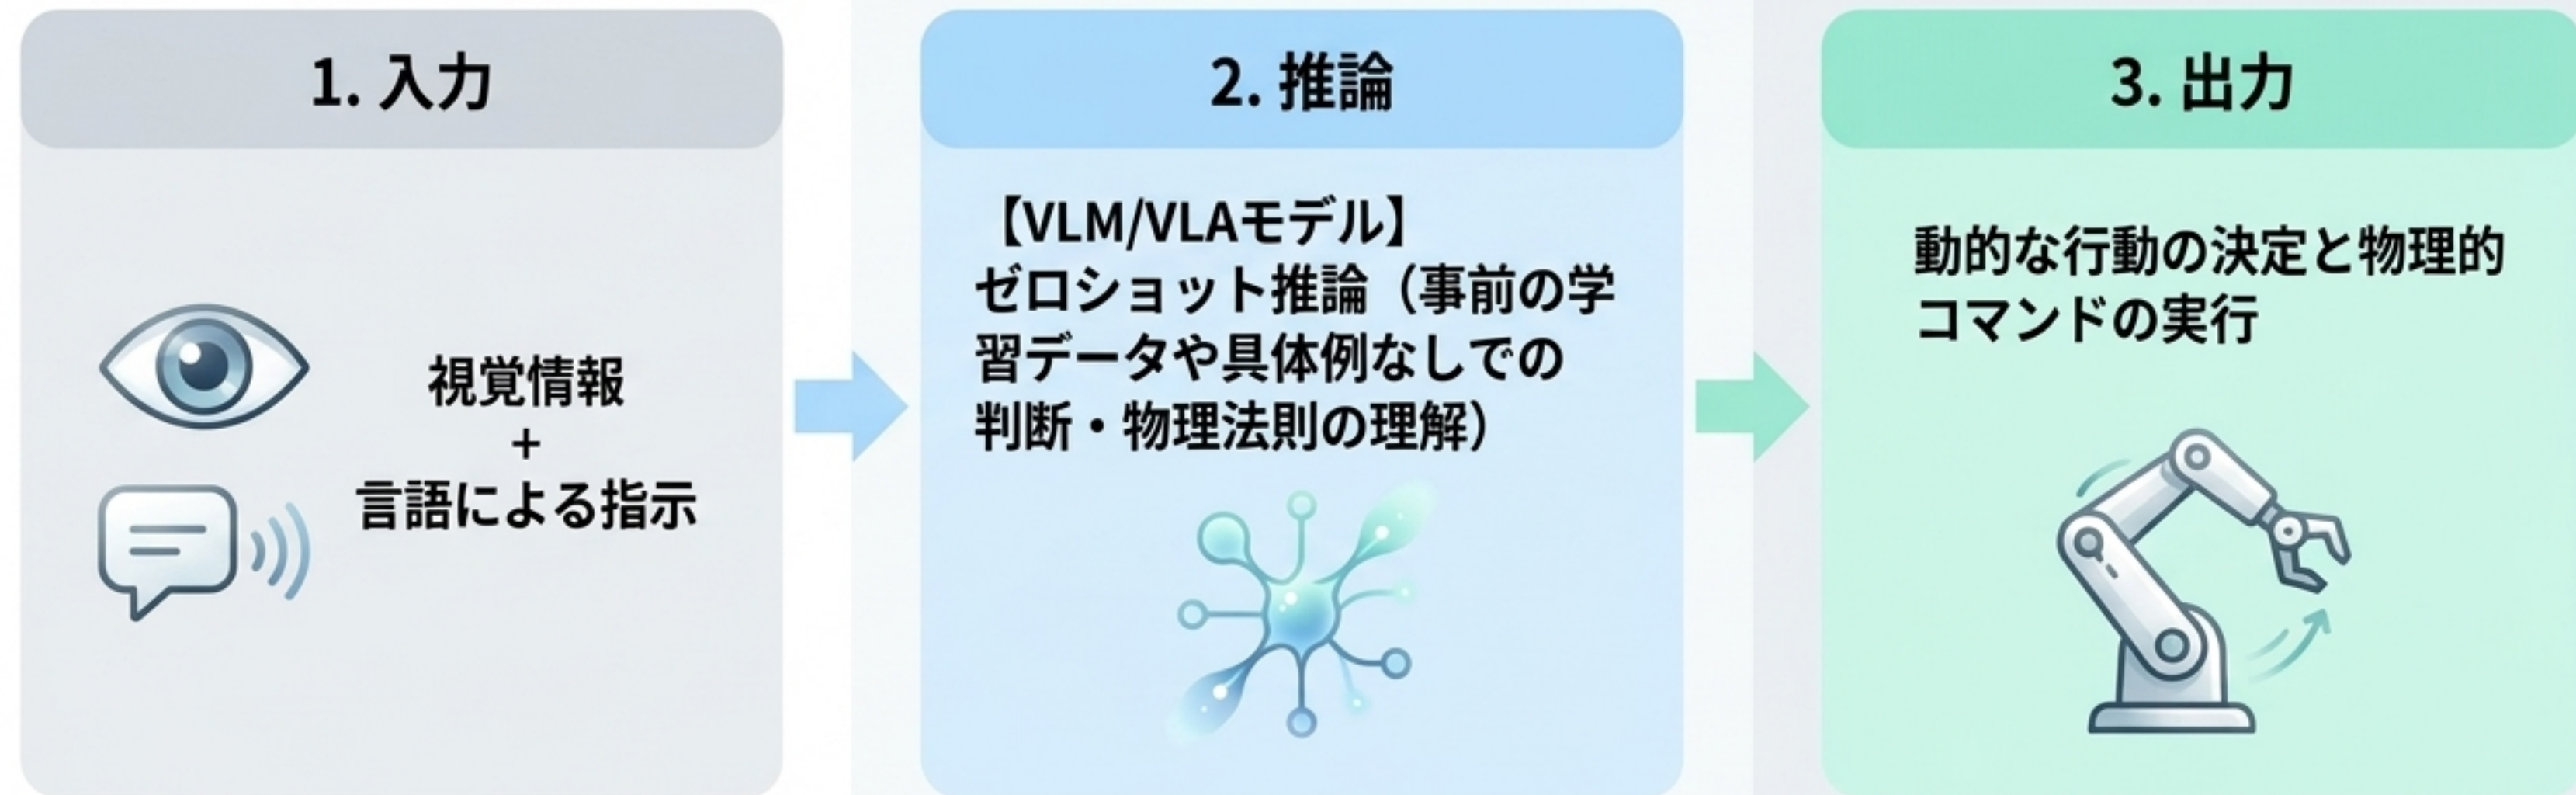 1. 入力
視覚情報
+
言語による指示
2. 推論
【VLM/VLAモデル】
ゼロショット推論（事前の学
習データや具体例なしでの
判断・物理法則の理解）
3. 出力
動的な行動の決定と物理的
コマンドの実行